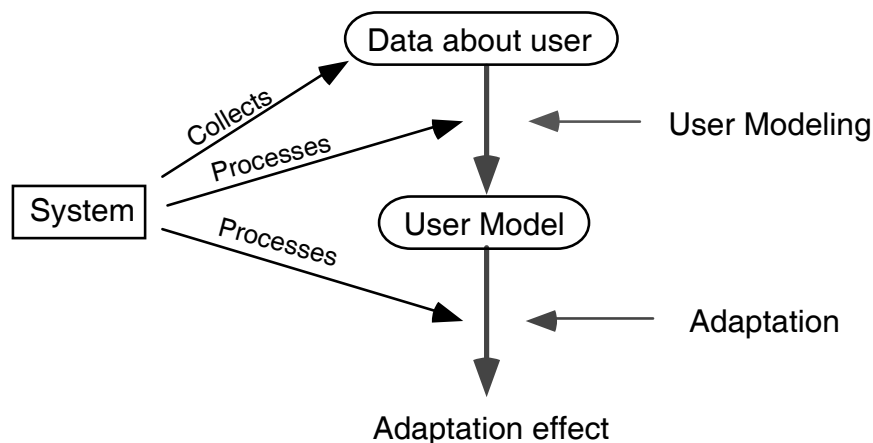 Data about user
Collects
User Modeling
Processes
System
User Model
Processes
Adaptation
Adaptation effect